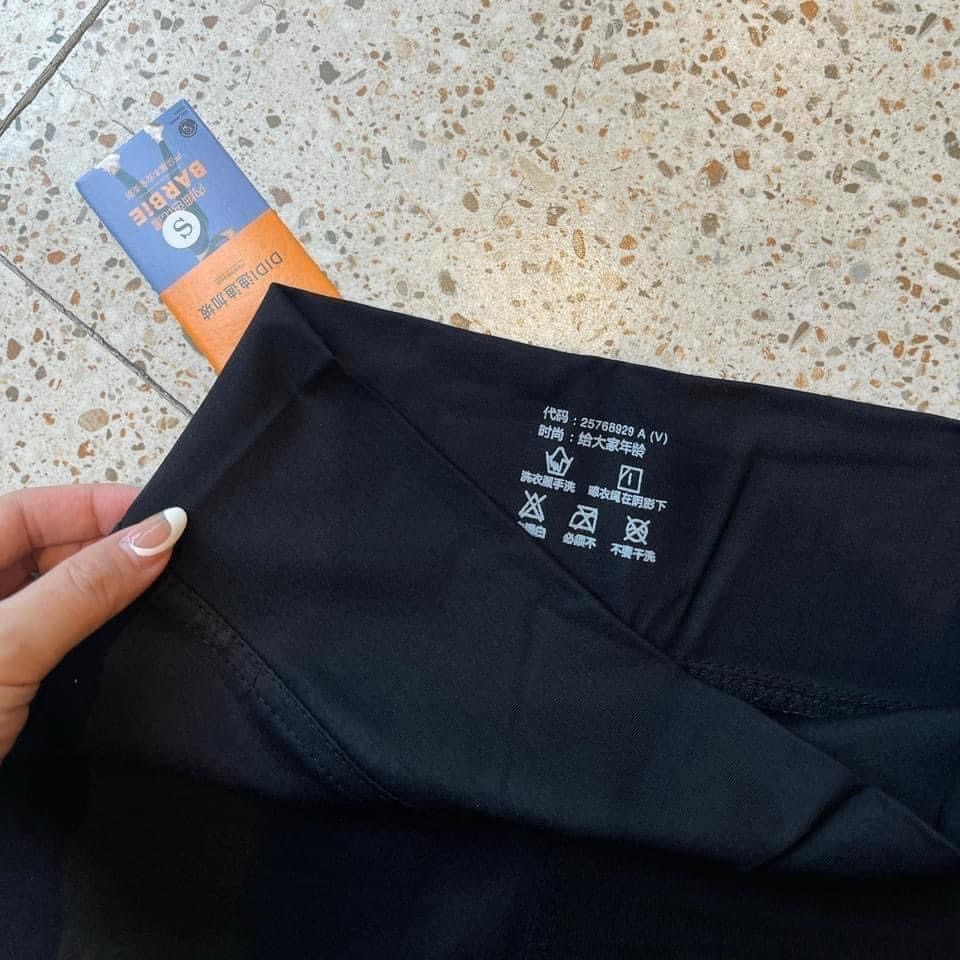 BARBIE
S
DIDI迪迪加坡
代码 : 25768929 A (V)
时尚 : 给大家年龄
洗衣服手洗
晾衣绳在阴影下
漂白
必须不
不要干洗